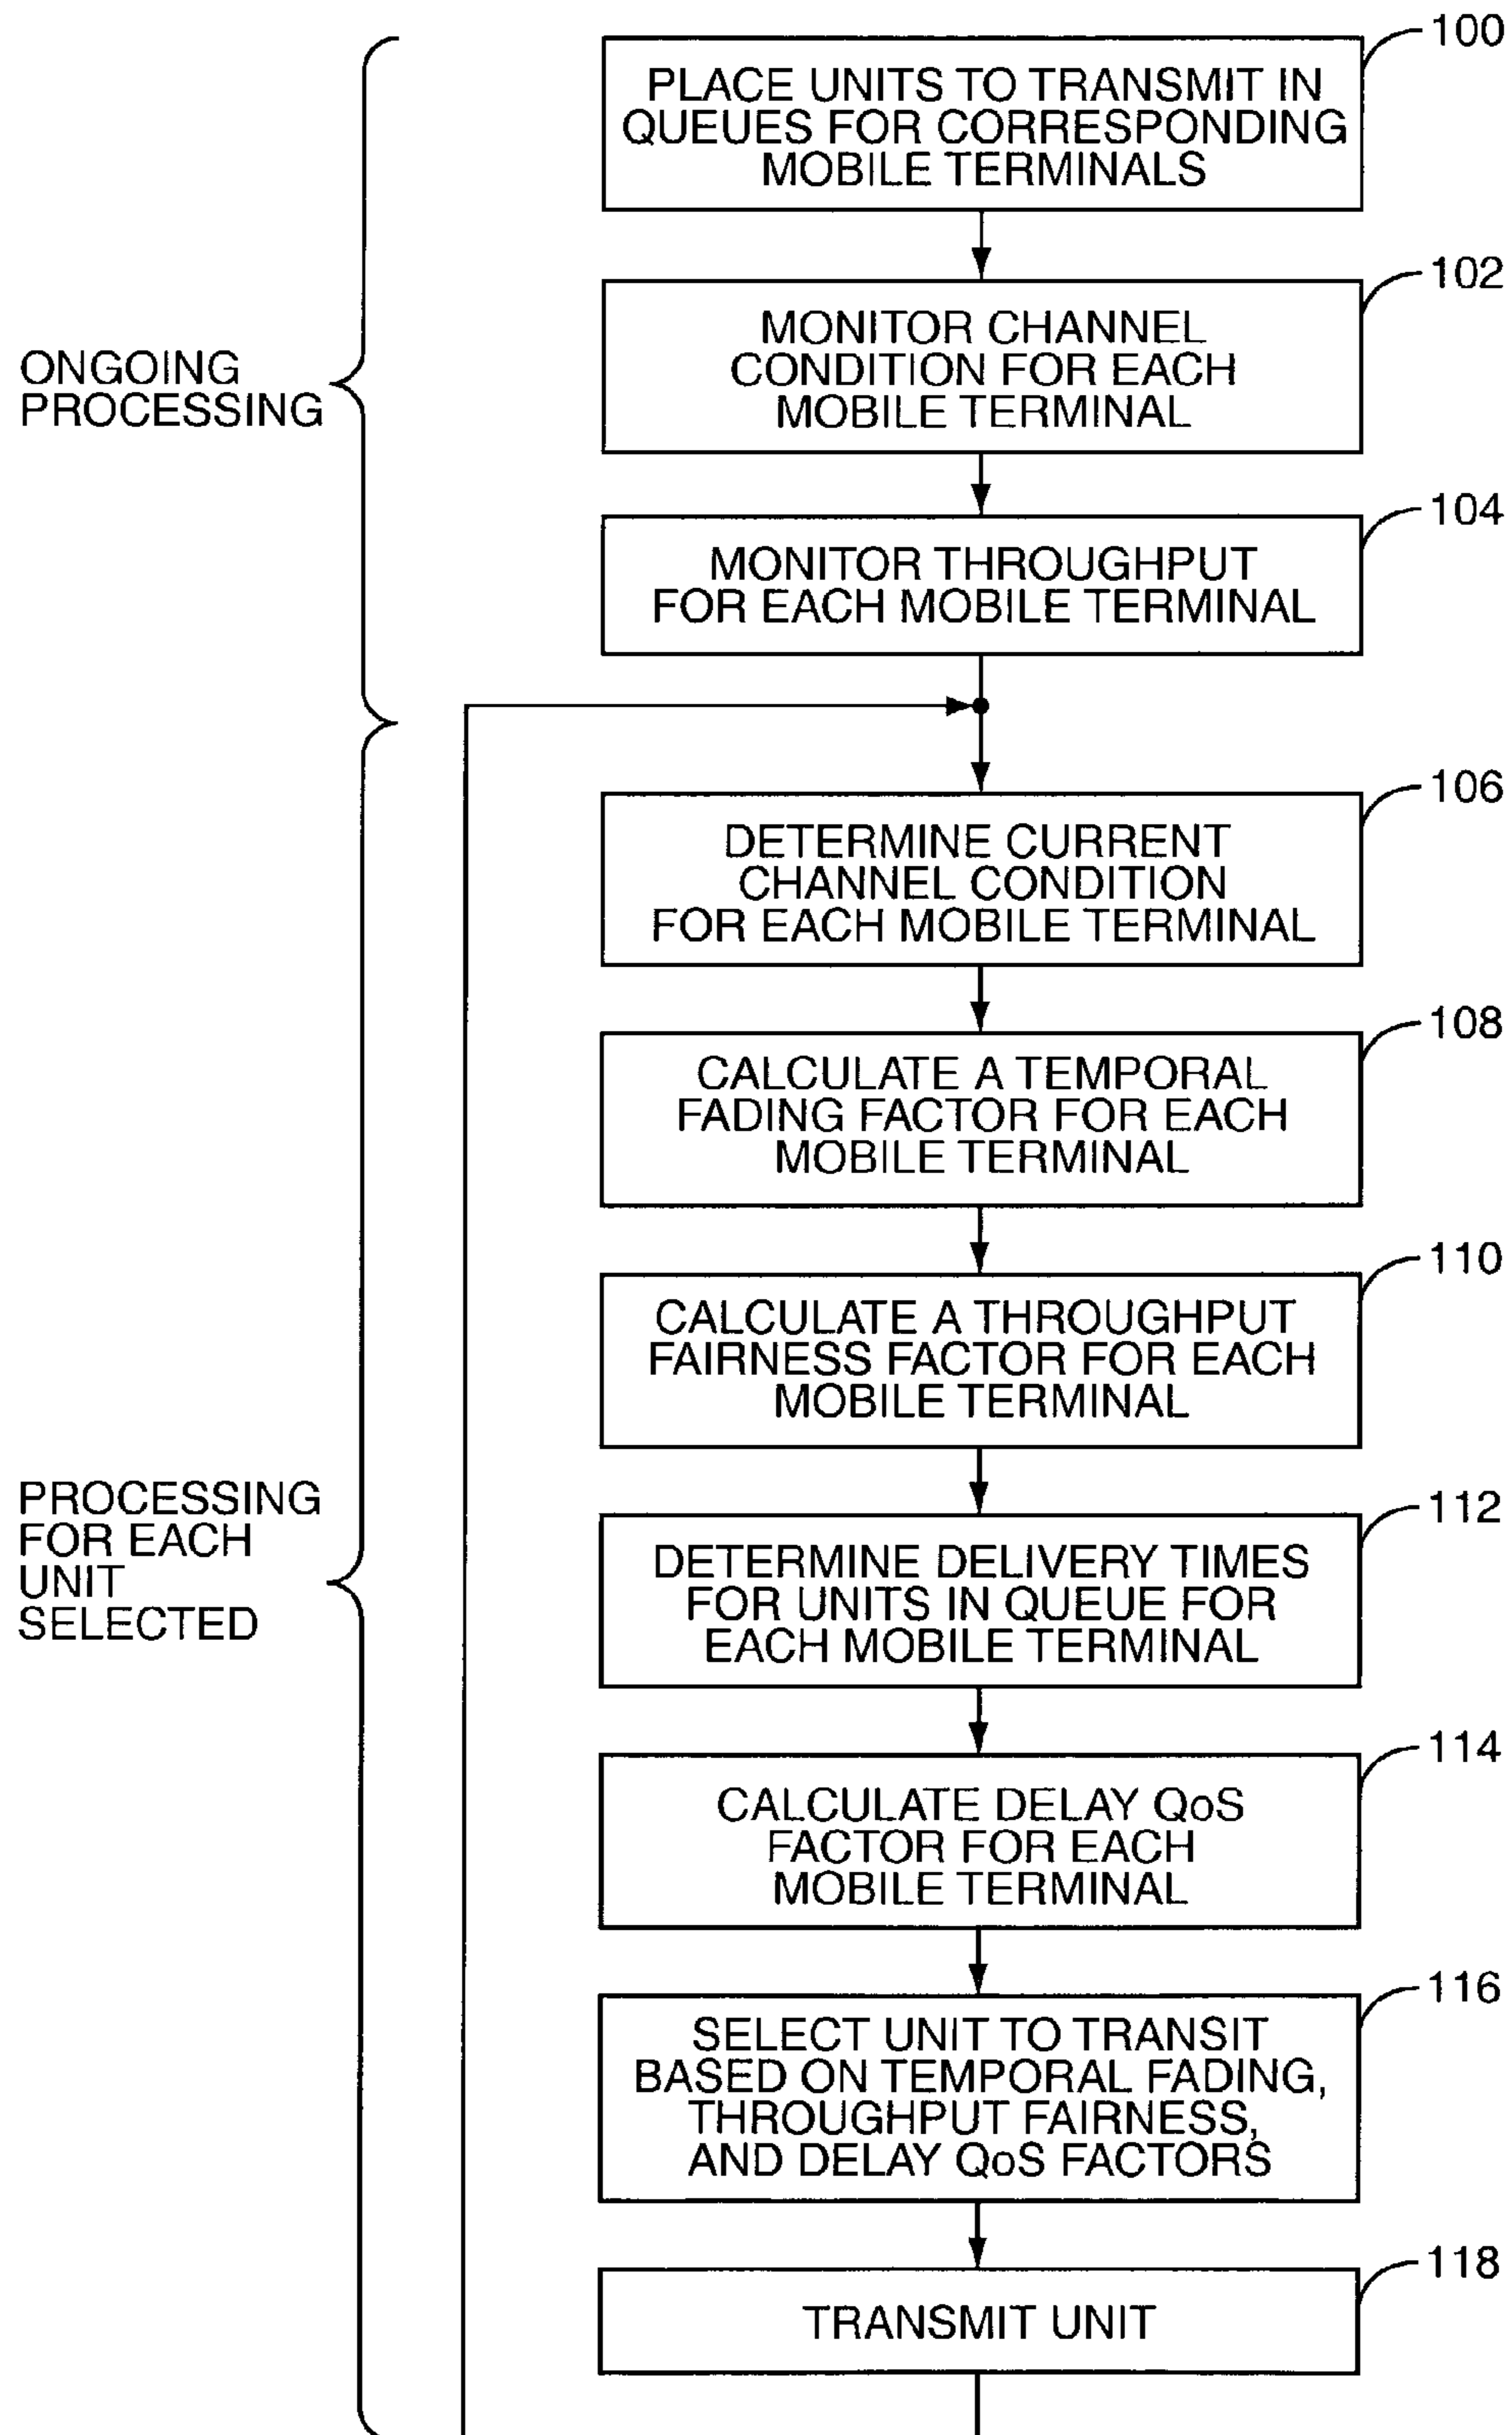 100
PLACE UNITS TO TRANSMIT IN
QUEUES FOR CORRESPONDING
MOBILE TERMINALS
102
MONITOR CHANNEL
CONDITION FOR EACH
MOBILE TERMINAL
ONGOING
PROCESSING
104
MONITOR THROUGHPUT
FOR EACH MOBILE TERMINAL
106
DETERMINE CURRENT
CHANNEL CONDITION
FOR EACH MOBILE TERMINAL
108
CALCULATE A TEMPORAL
FADING FACTOR FOR EACH
MOBILE TERMINAL
110
CALCULATE A THROUGHPUT
FAIRNESS FACTOR FOR EACH
MOBILE TERMINAL
PROCESSING
FOR EACH
UNIT
SELECTED
112
DETERMINE DELIVERY TIMES
FOR UNITS IN QUEUE FOR
EACH MOBILE TERMINAL
114
CALCULATE DELAY QoS
FACTOR FOR EACH
MOBILE TERMINAL
116
SELECT UNIT TO TRANSIT
BASED ON TEMPORAL FADING,
THROUGHPUT FAIRNESS,
AND DELAY QoS FACTORS
118
TRANSMIT UNIT